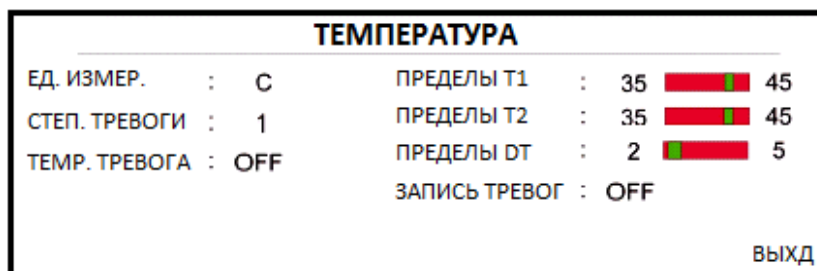 ТЕМПЕРАТУРА
ЕД. ИЗМЕР. : C
СТЕП. ТРЕВОГИ : 1
ТЕМР. ТРЕВОГА : OFF
ПРЕДЕЛЫ T1 : 35 45
ПРЕДЕЛЫ T2 : 35 45
ПРЕДЕЛЫ DT : 2 5
ЗАПИСЬ ТРЕВОГ : OFF
ВЫХД